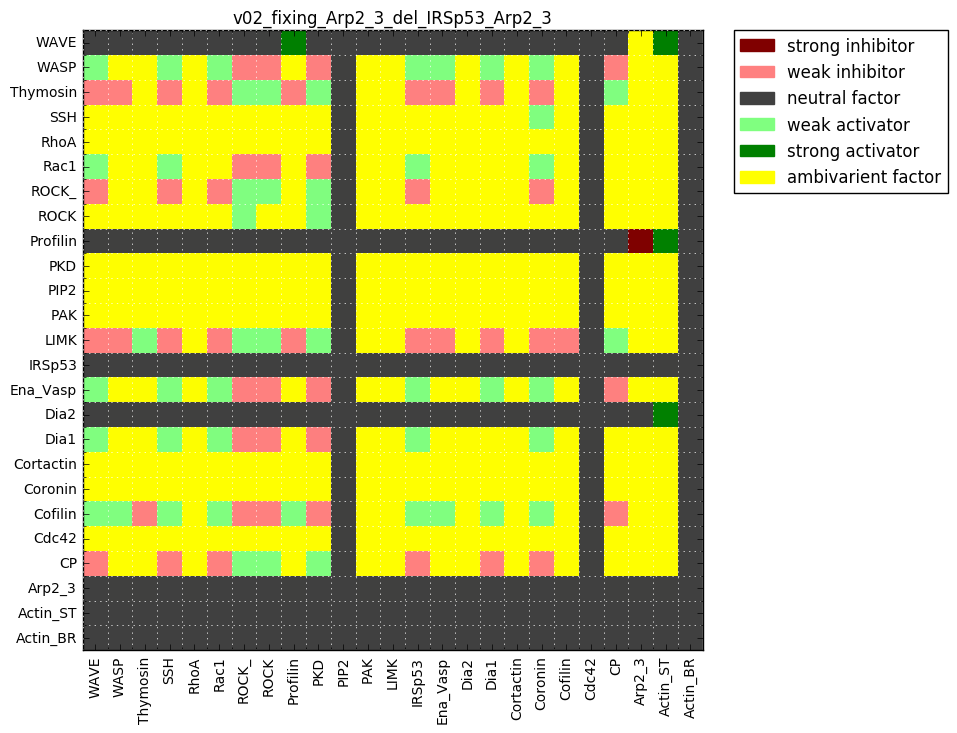 v02_fixing_Arp2_3_del_IRSp53_Arp2_3
WAVE
WASP
Thymosin
SSH
RhoA
Rac1
ROCK_
ROCK
Profilin
PKD
PIP2
PAK
LIMK
IRSp53
Ena_Vasp
Dia2
Dia1
Cortactin
Coronin
Cofilin
Cdc42
CP
Arp2_3
Actin_ST
Actin_BR
WAVE
WASP
Thymosin
SSH
RhoA
Rac1
ROCK_
ROCK
Profilin
PKD
PIP2
PAK
LIMK
IRSp53
Ena_Vasp
Dia2
Dia1
Cortactin
Coronin
Cofilin
Cdc42
CP
Arp2_3
Actin_ST
Actin_BR
strong inhibitor
weak inhibitor
neutral factor
weak activator
strong activator
ambivarient factor